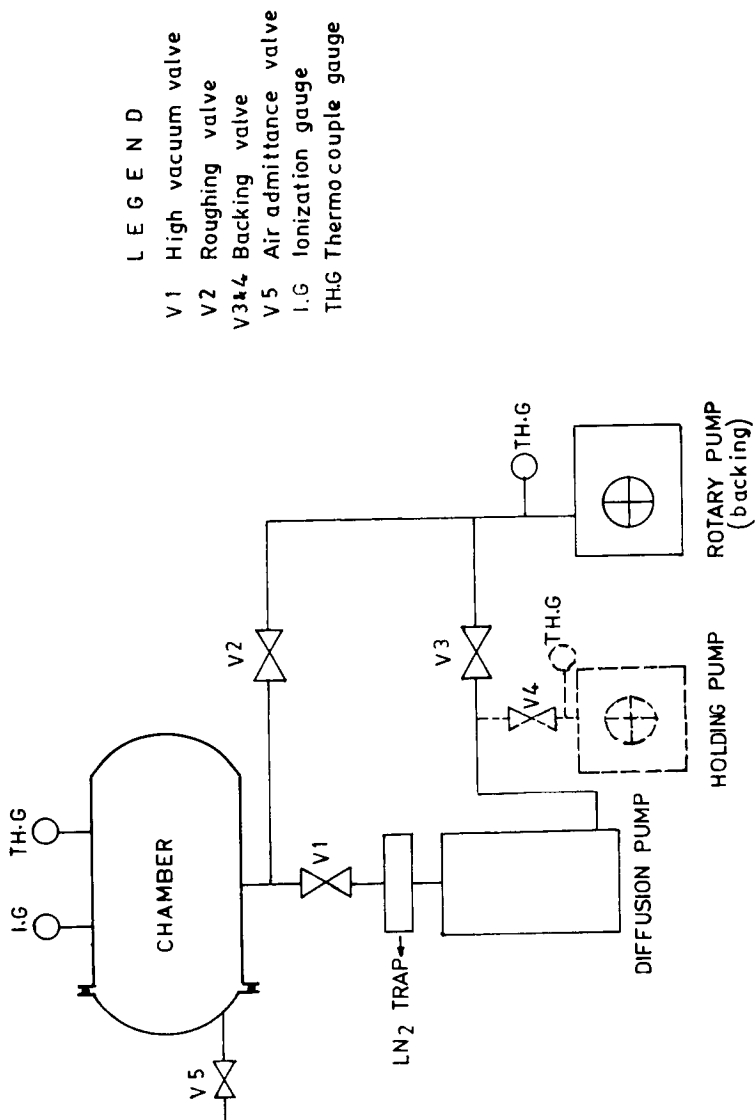 L E G E N D
V1 High vacuum valve
V2 Roughing valve
V3&4 Backing valve
V5 Air admittance valve
I.G Ionization gauge
TH.G Thermocouple gauge
I.G
TH.G
CHAMBER
V5
V1
V2
LN2 TRAP
V3
V4
TH.G
TH.G
DIFFUSION PUMP
HOLDING PUMP
ROTARY PUMP
(backing)